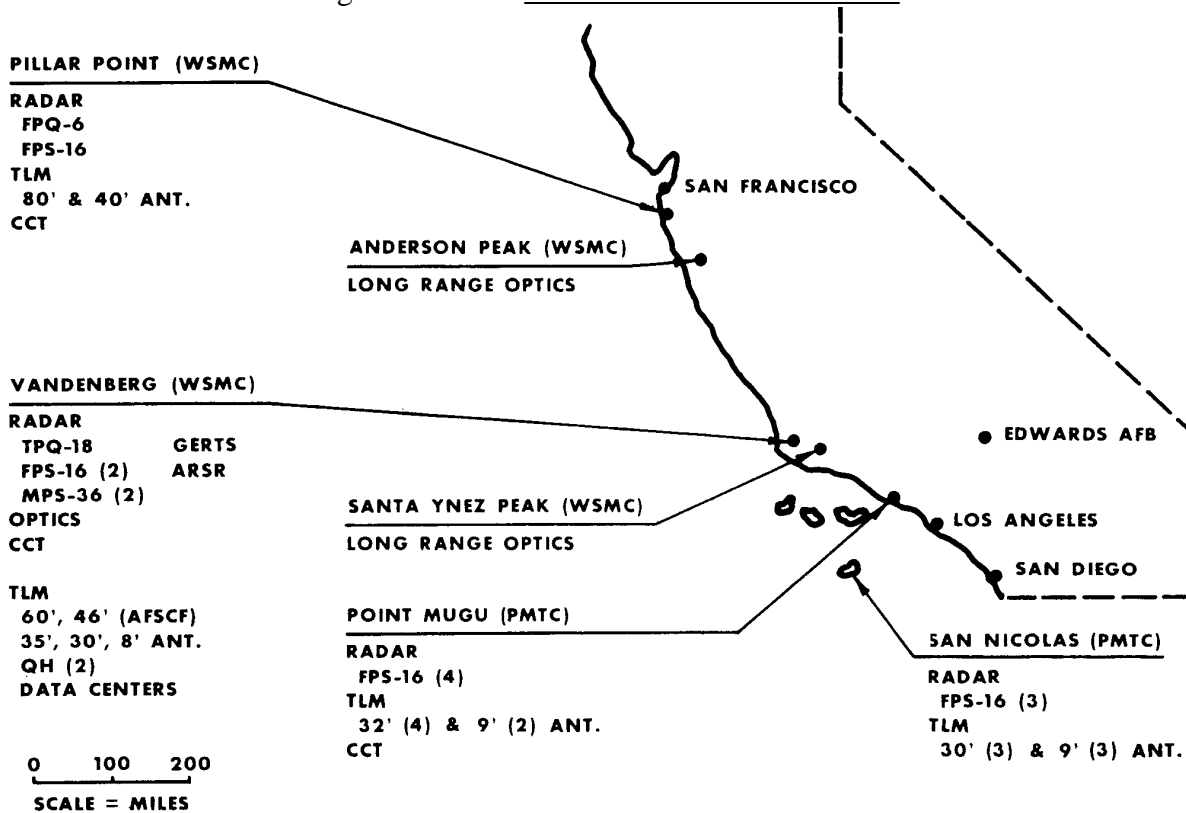 PILLAR POINT (WSMC)
RADAR
FPQ-6
FPS-16
TLM
80' & 40' ANT.
CCT
SAN FRANCISCO
ANDERSON PEAK (WSMC)
LONG RANGE OPTICS
VANDENBERG (WSMC)
RADAR
TPQ-18 GERTS
FPS-16 (2) ARSR
MPS-36 (2)
OPTICS
CCT
TLM
60', 46' (AFSCF)
35', 30', 8' ANT.
QH (2)
DATA CENTERS
EDWARDS AFB
SANTA YNEZ PEAK (WSMC)
LONG RANGE OPTICS
LOS ANGELES
SAN DIEGO
POINT MUGU (PMTC)
RADAR
FPS-16 (4)
TLM
32' (4) & 9' (2) ANT.
CCT
SAN NICOLAS (PMTC)
RADAR
FPS-16 (3)
TLM
30' (3) & 9' (3) ANT.
0 100 200
SCALE = MILES